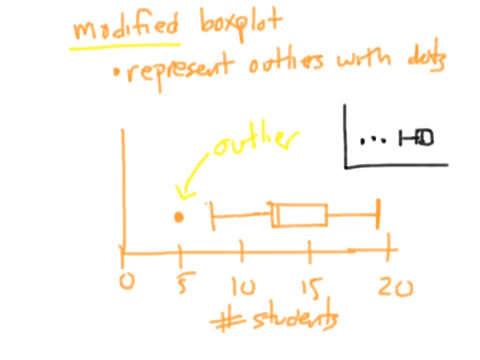 modified boxplot
• represent outliers with dots
outlier
0 5 10 15 20
# students